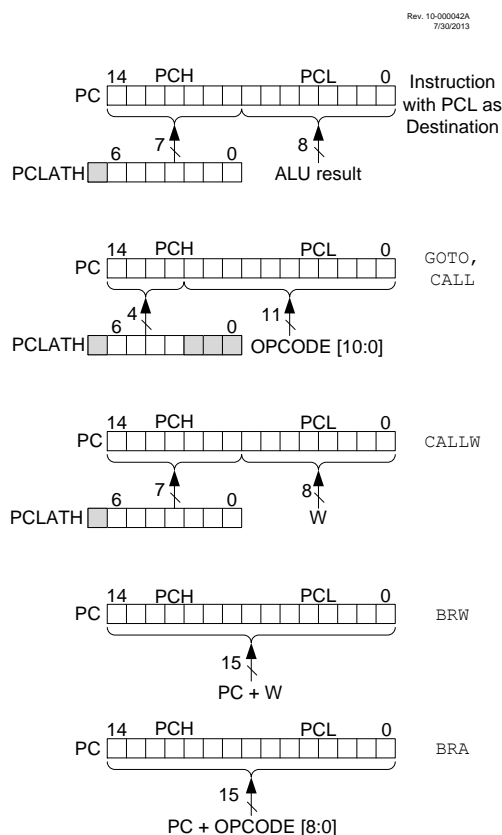 Rev. 10-000042A
7/30/2013
14 PCH PCL 0
PC
Instruction
with PCL as
Destination
6 7 0 8
PCLATH ALU result
14 PCH PCL 0
PC
GOTO,
CALL
6 4 0 11
PCLATH OPCODE [10:0]
14 PCH PCL 0
PC CALLW
6 7 0 8
PCLATH W
14 PCH PCL 0
PC BRW
15
PC + W
14 PCH PCL 0
PC BRA
15
PC + OPCODE [8:0]